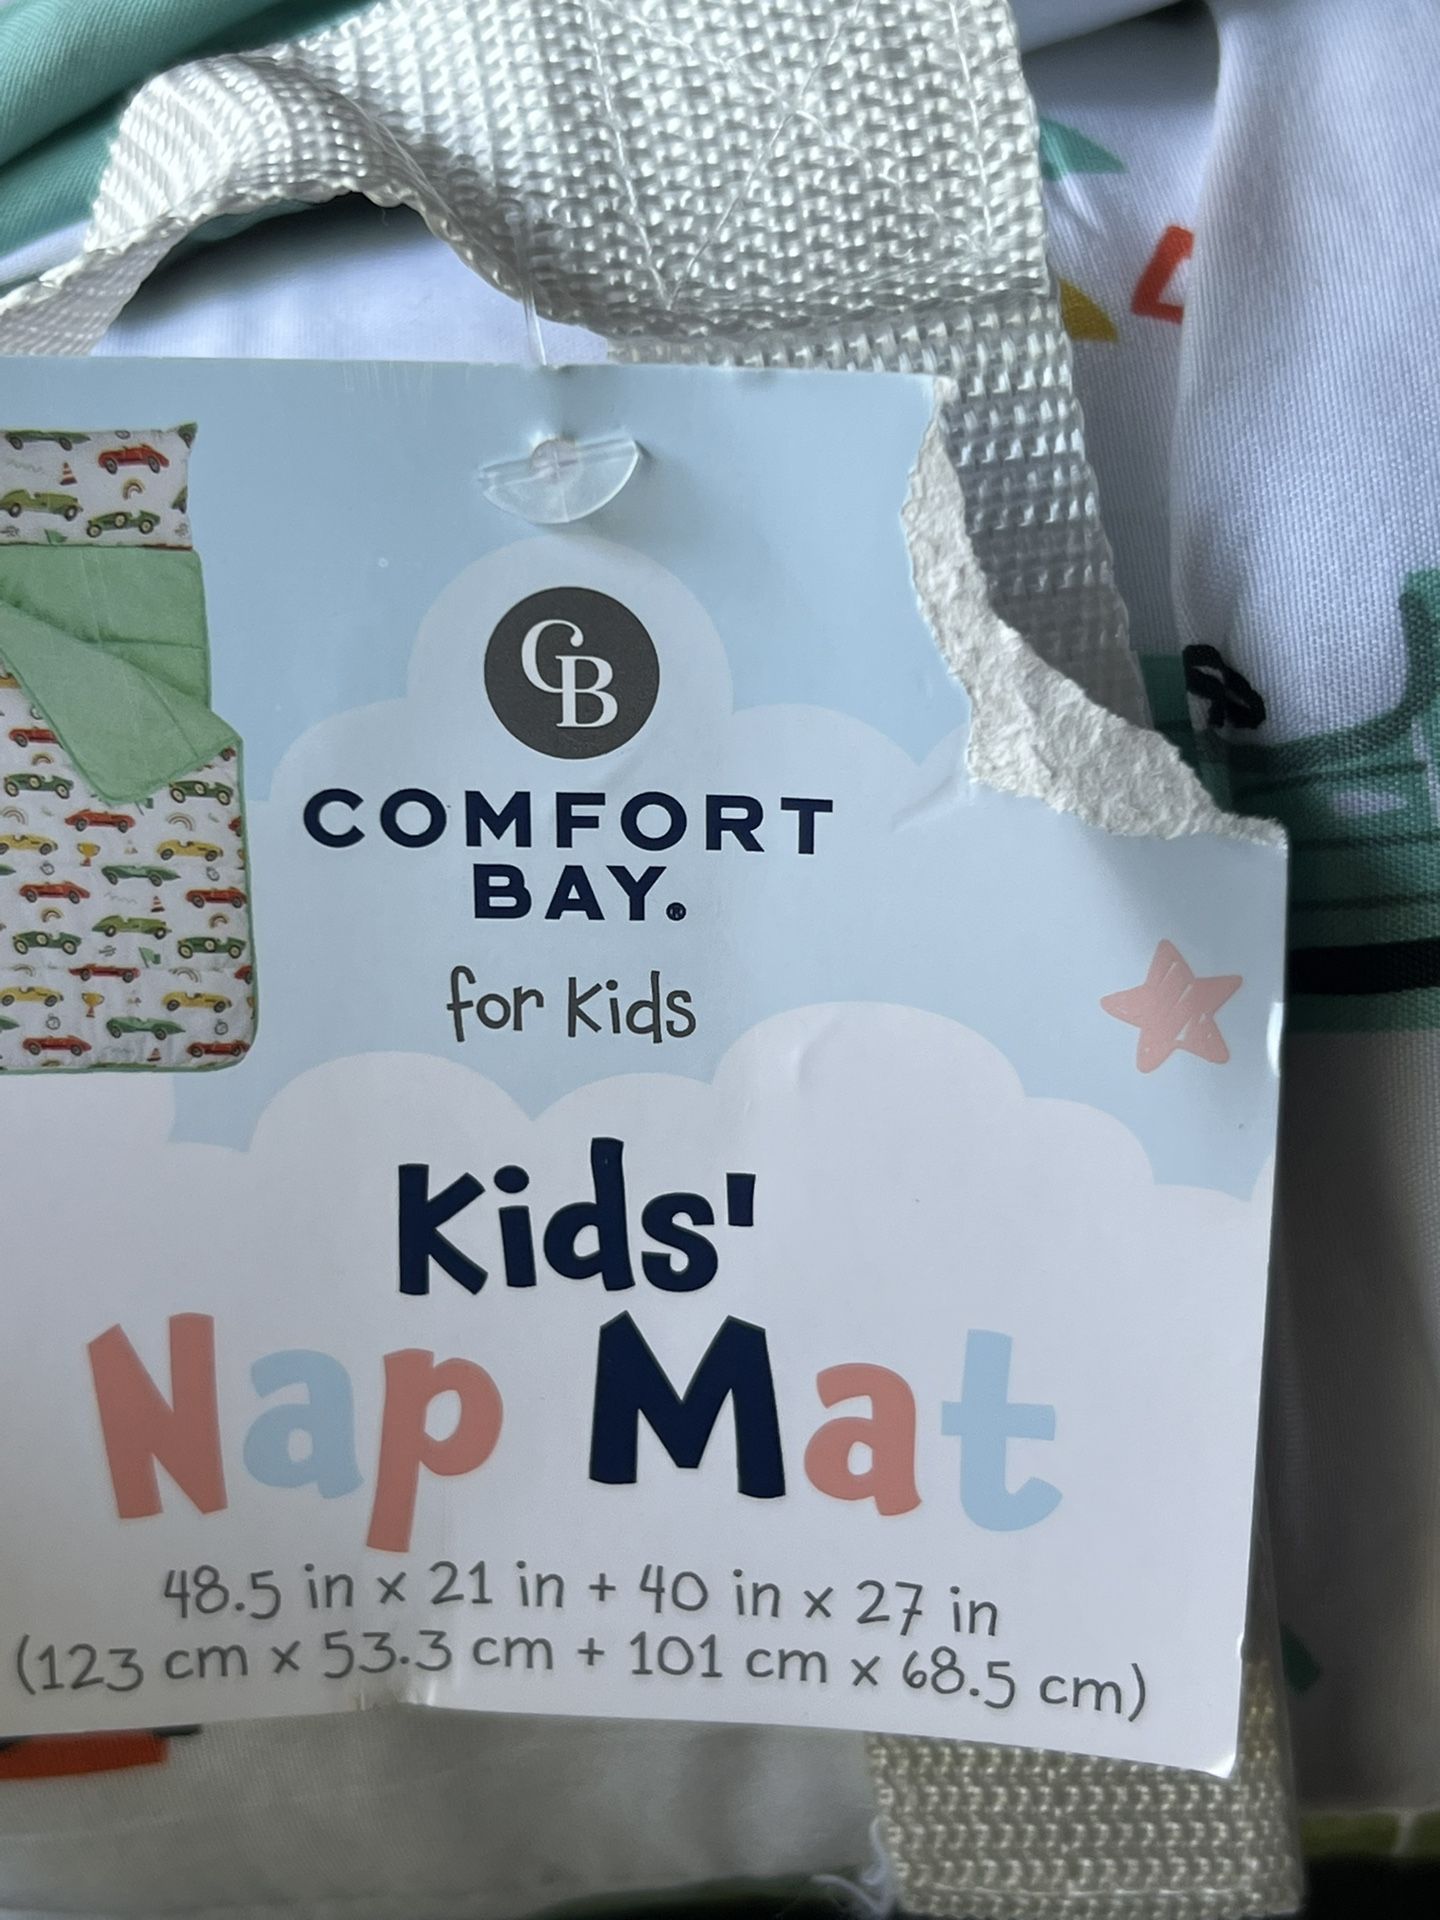 CB
COMFORT
BAY®
for kids
Kids'
Nap Mat
48.5 in x 21 in + 40 in x 27 in
(123 cm x 53.3 cm + 101 cm x 68.5 cm)